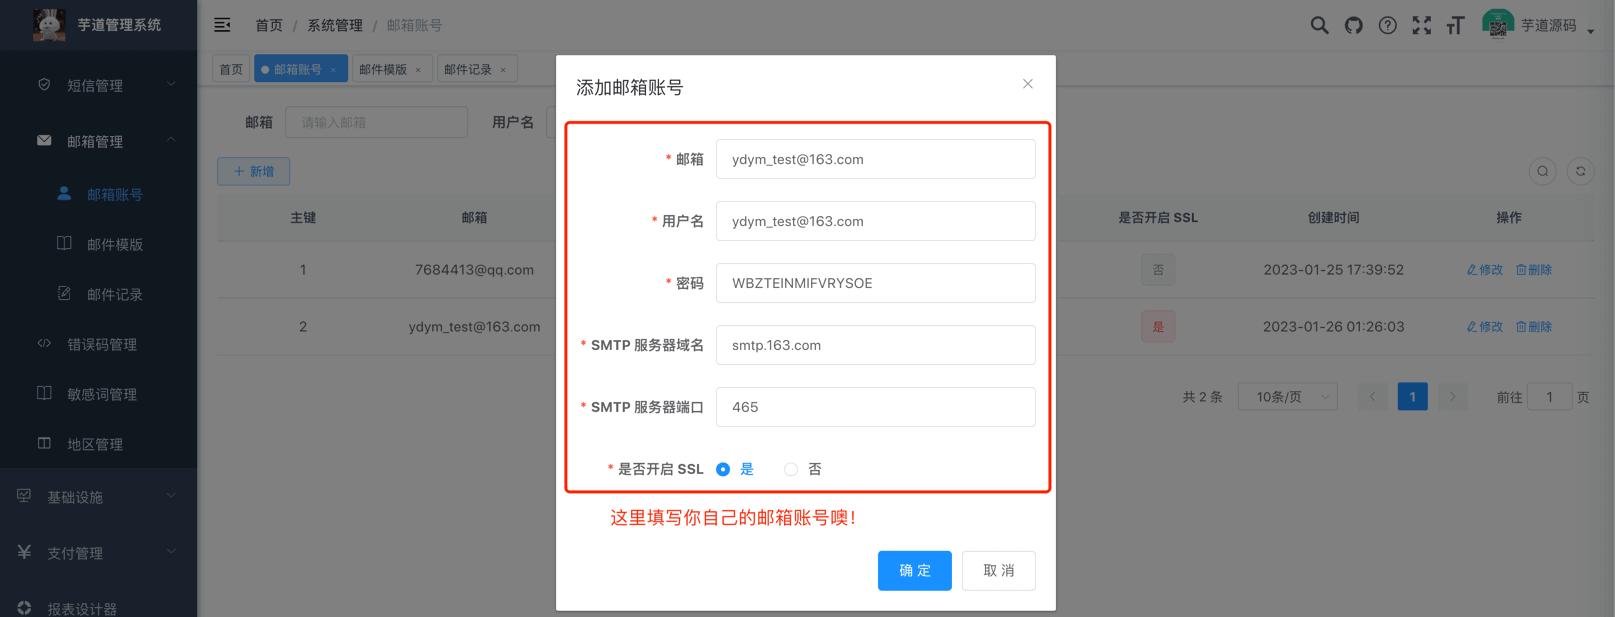 芋道管理系统
首页 / 系统管理 / 邮箱账号
芋道源码
首页
邮箱账号 ×
邮件模版 ×
邮件记录 ×
短信管理
邮箱管理
邮箱账号
邮件模版
邮件记录
错误码管理
敏感词管理
地区管理
基础设施
支付管理
报表设计器
邮箱 请输入邮箱 用户名
+ 新增
主键 邮箱 是否开启 SSL 创建时间 操作
1 7684413@qq.com 否 2023-01-25 17:39:52 修改 删除
2 ydym_test@163.com 是 2023-01-26 01:26:03 修改 删除
共 2 条 10条/页 < 1 > 前往 1 页
添加邮箱账号
* 邮箱 ydym_test@163.com
* 用户名 ydym_test@163.com
* 密码 WBZTEINMIFVRYSOE
* SMTP 服务器域名 smtp.163.com
* SMTP 服务器端口 465
* 是否开启 SSL 是 否
这里填写你自己的邮箱账号噢！
确 定 取 消